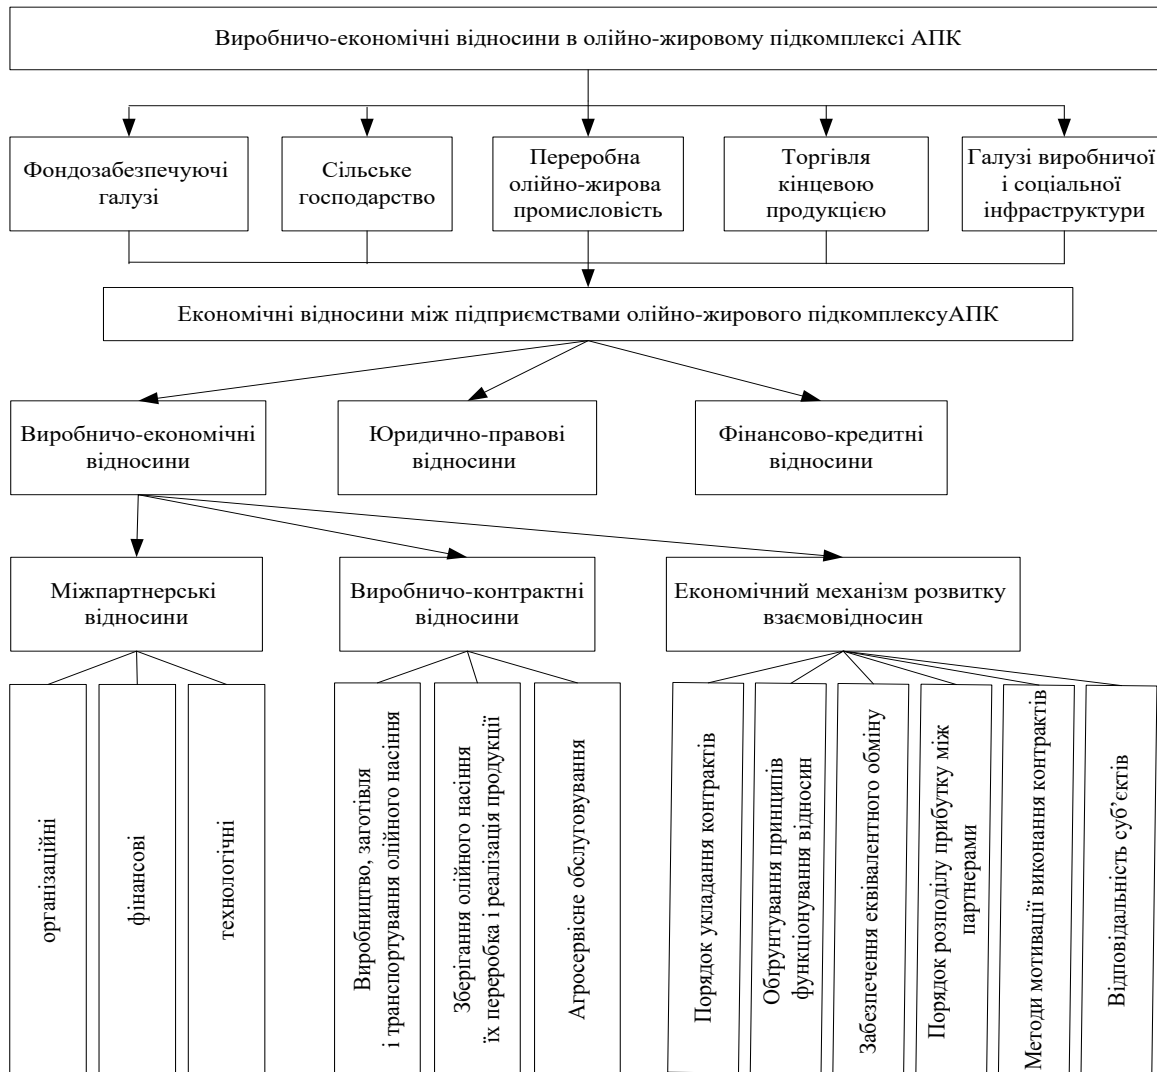 Виробничо-економічні відносини в олійно-жировому підкомплексі АПК
Фондозабезпечуючі
галузі
Сільське
господарство
Переробна
олійно-жирова
промисловість
Торгівля
кінцевою
продукцією
Галузі виробничої
і соціальної
інфраструктури
Економічні відносини між підприємствами олійно-жирового підкомплексуАПК
Виробничо-економічні
відносини
Юридично-правові
відносини
Фінансово-кредитні
відносини
Міжпартнерські
відносини
Виробничо-контрактні
відносини
Економічний механізм розвитку
взаємовідносин
організаційні
фінансові
технологічні
Виробництво, заготівля
і транспортування олійного насіння
Зберігання олійного насіння
їх переробка і реалізація продукції
Агросервісне обслуговування
Порядок укладання контрактів
Обґрунтування принципів
функціонування відносин
Забезпечення еквівалентного обміну
Порядок розподілу прибутку між
партнерами
Методи мотивації виконання контрактів
Відповідальність суб’єктів